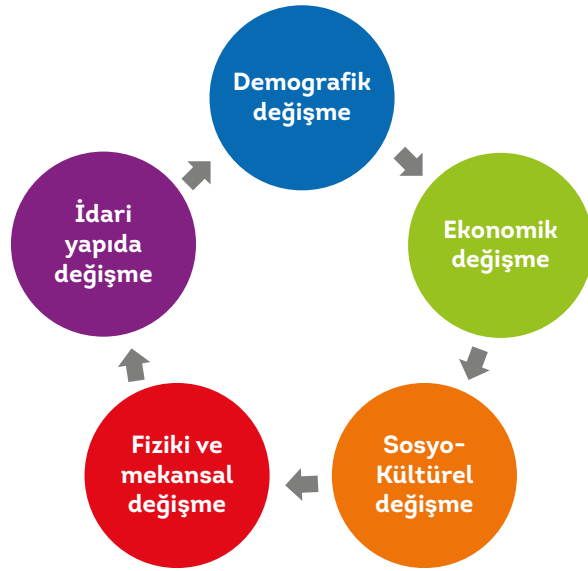 Demografik
değişme
Ekonomik
değişme
Sosyo-
Kültürel
değişme
Fiziki ve
mekansal
değişme
İdari
yapıda
değişme